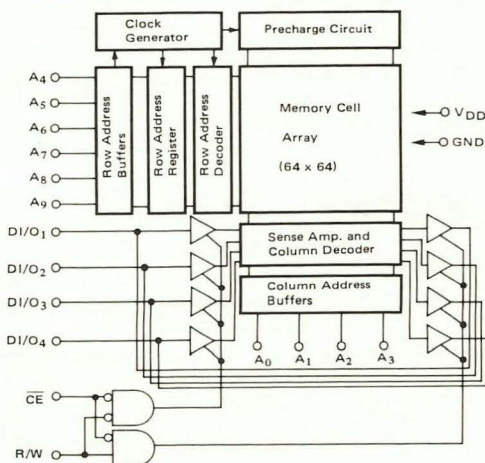 Clock
Generator
Precharge Circuit
A4
A5
A6
A7
A8
A9
Row Address
Buffers
Row Address
Register
Row Address
Decoder
Memory Cell
Array
(64 x 64)
VDD
GND
DI/O1
DI/O2
DI/O3
DI/O4
Sense Amp. and
Column Decoder
Column Address
Buffers
A0
A1
A2
A3
CE
R/W